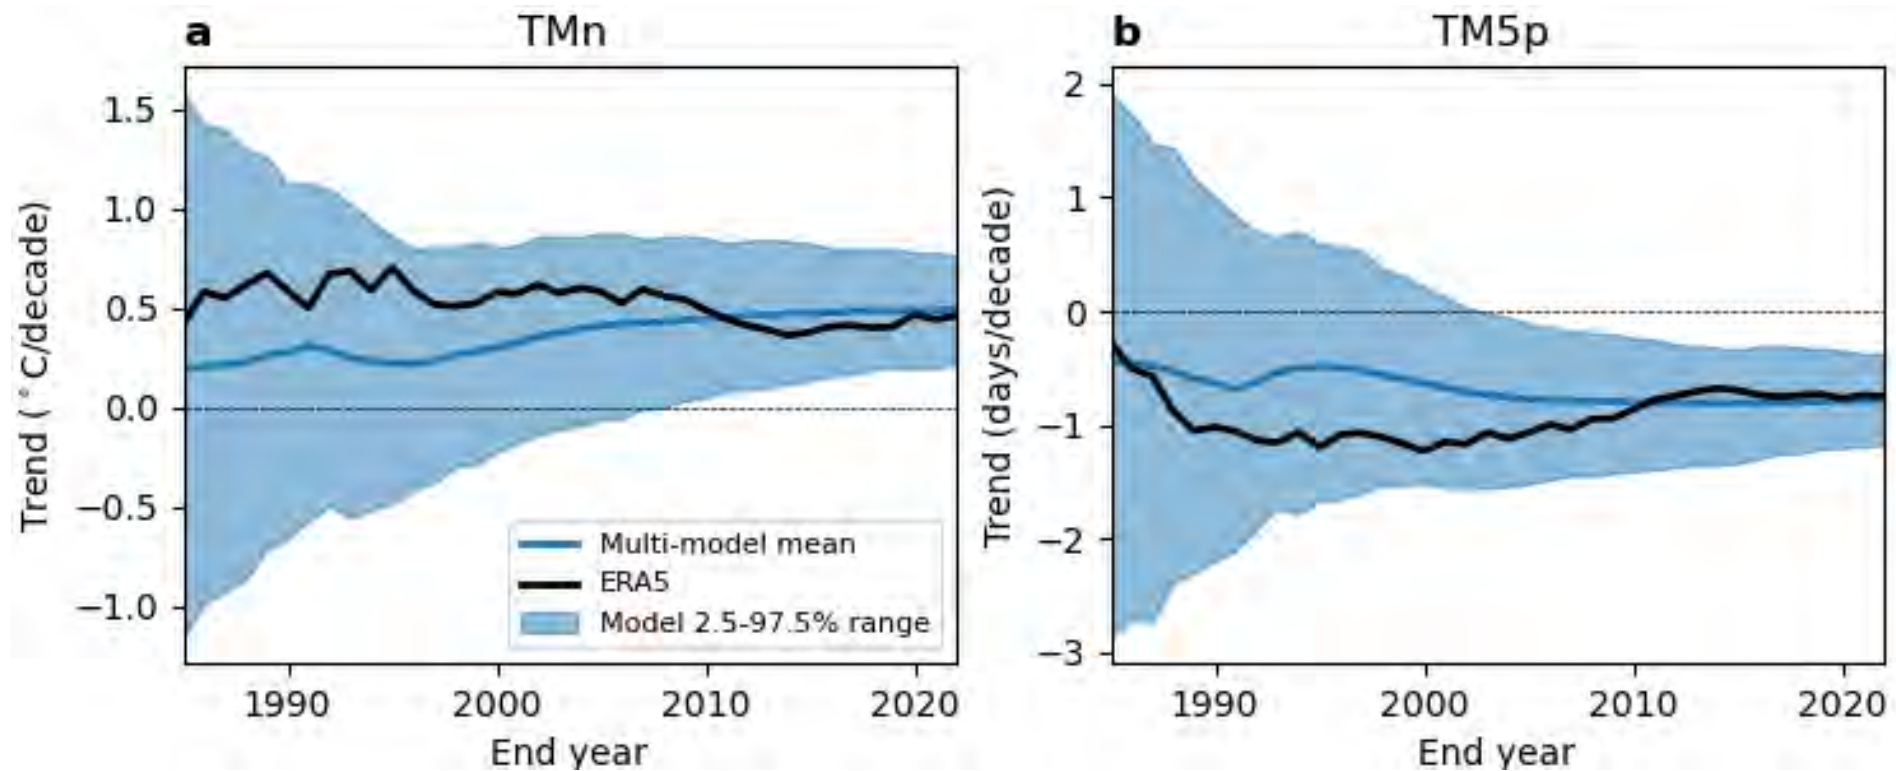 a TMn
Trend (°C/decade)
1.5
1.0
0.5
0.0
−0.5
−1.0
Multi-model mean
ERA5
Model 2.5-97.5% range
1990 2000 2010 2020
End year
b TM5p
Trend (days/decade)
2
1
0
−1
−2
−3
1990 2000 2010 2020
End year